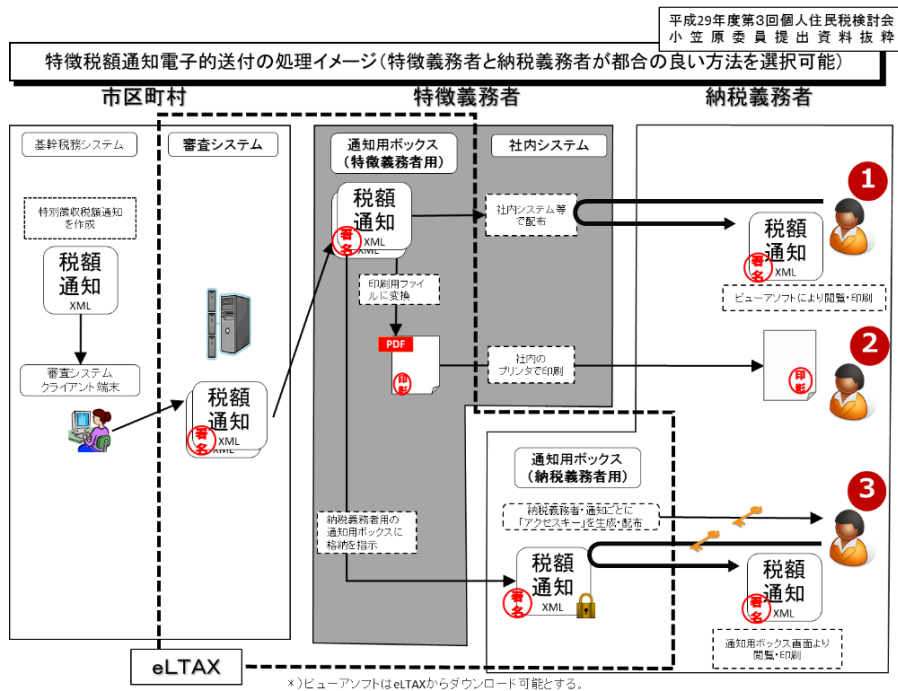 平成29年度第3回個人住民税検討会
小笠原委員提出資料抜粋
特徴税額通知電子的送付の処理イメージ(特徴義務者と納税義務者が都合の良い方法を選択可能)
市区町村
特徴義務者
納税義務者
基幹税務システム
審査システム
通知用ボックス
(特徴義務者用)
社内システム
特別徴収税額通知
を作成
税額
通知
XML
審査システム
クライアント端末
税額
通知
署名
XML
XML
税額
通知
署名
XML
XML
印刷用ファイ
ルに変換
PDF
印影
社内システム等
で配布
1
税額
通知
署名
XML
ビューアソフトにより閲覧・印刷
社内の
プリンタで印刷
印影
2
納税義務者用の
通知用ボックスに
格納を指示
通知用ボックス
(納税義務者用)
納税義務者・通知ごとに
「アクセスキー」を生成・配布
税額
通知
署名
XML
3
税額
通知
署名
XML
通知用ボックス画面より
閲覧・印刷
eLTAX
*)ビューアソフトはeLTAXからダウンロード可能とする。